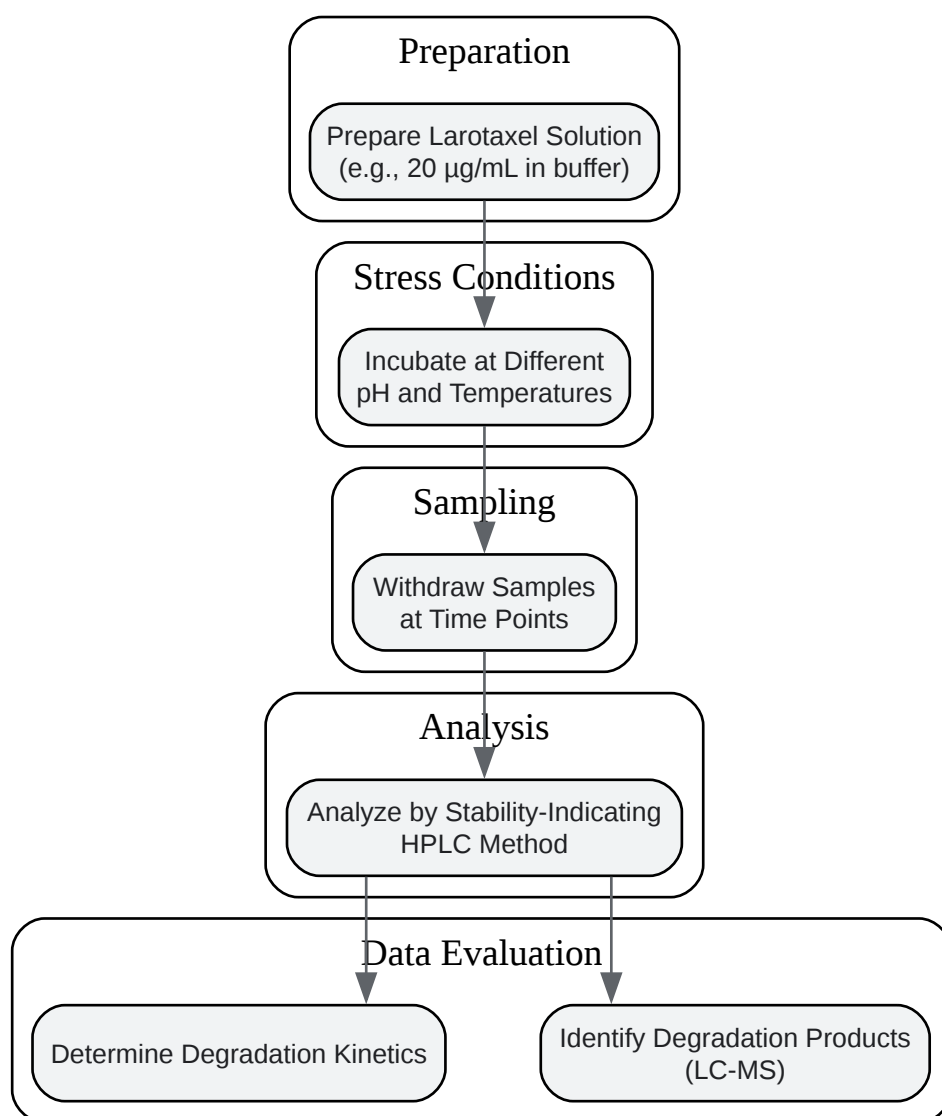 Preparation
Prepare Larotaxel Solution
(e.g., 20 µg/mL in buffer)
Stress Conditions
Incubate at Different
pH and Temperatures
Sampling
Withdraw Samples
at Time Points
Analysis
Analyze by Stability-Indicating
HPLC Method
Data Evaluation
Determine Degradation Kinetics
Identify Degradation Products
(LC-MS)